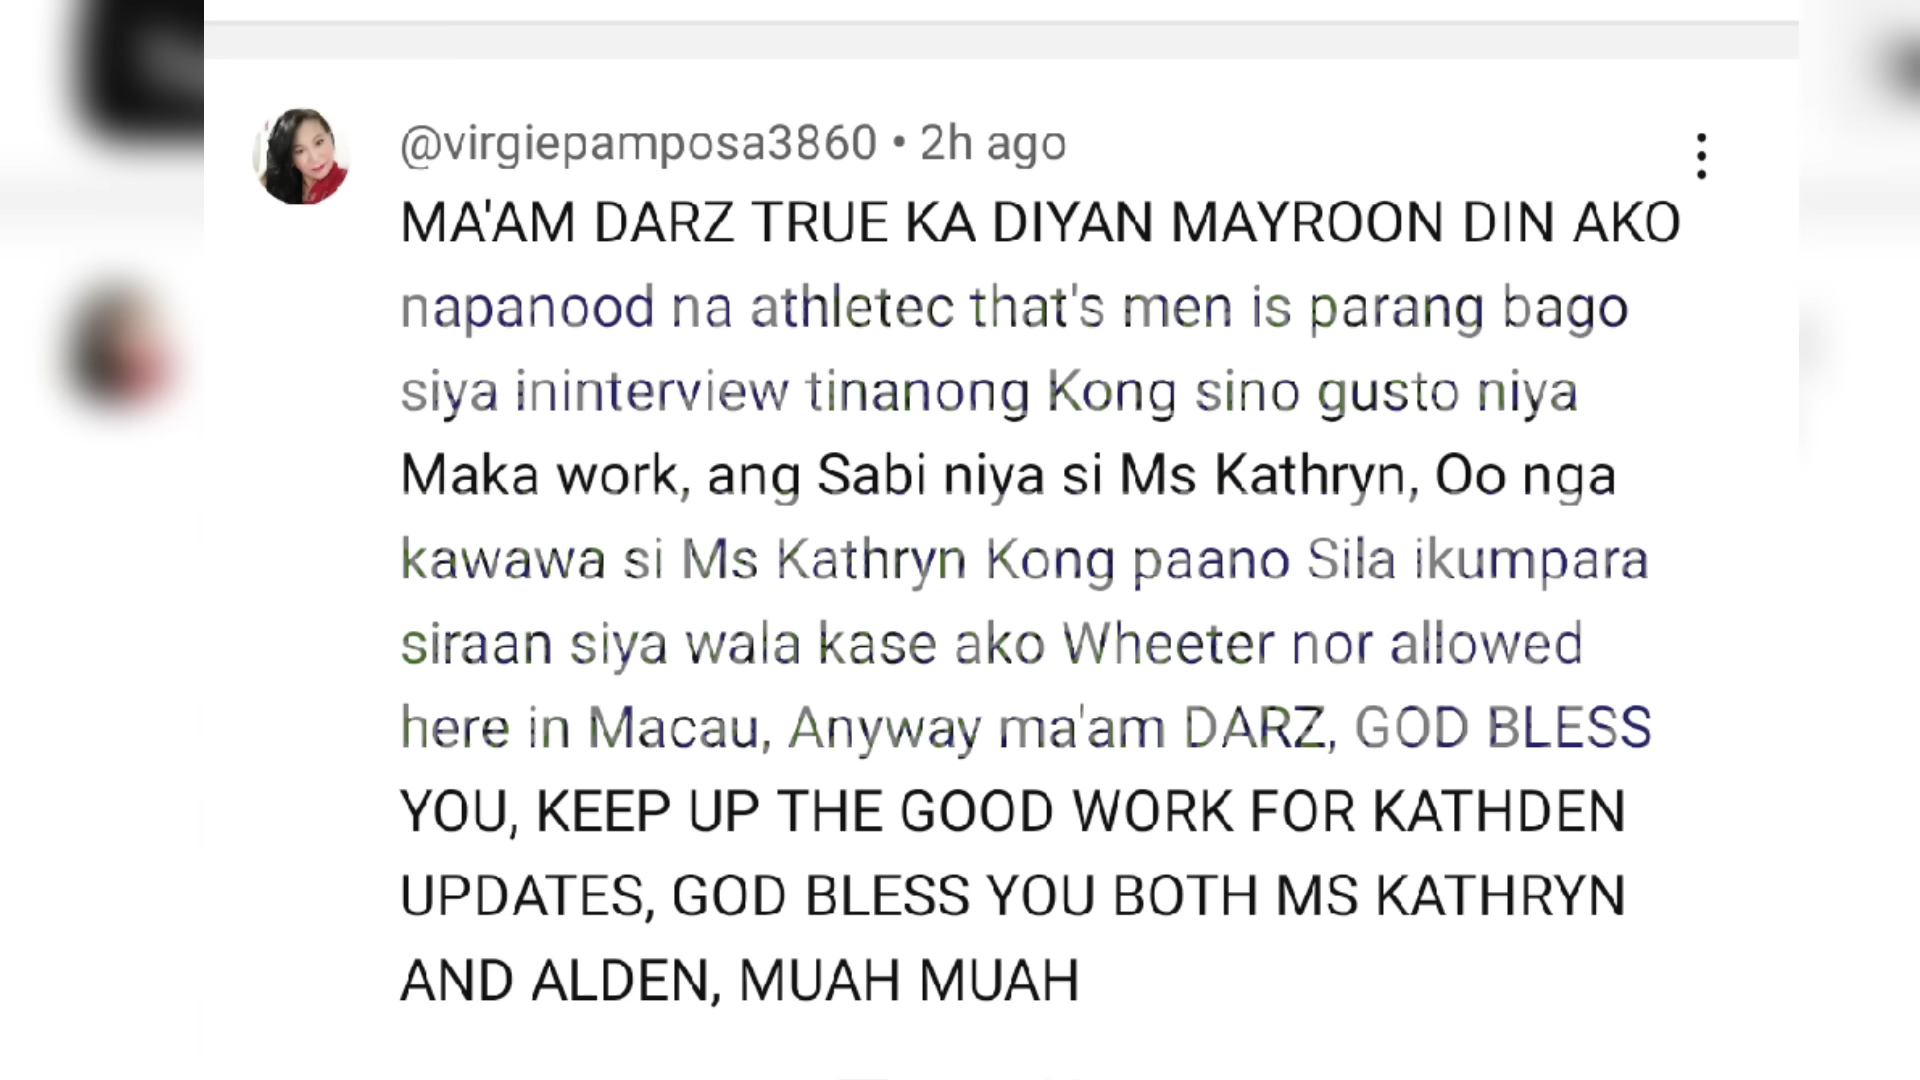 @virgiepamposa3860 • 2h ago
MA'AM DARZ TRUE KA DIYAN MAYROON DIN AKO
napanood na athletec that's men is parang bago
siya ininterview tinanong Kong sino gusto niya
Maka work, ang Sabi niya si Ms Kathryn, Oo nga
kawawa si Ms Kathryn Kong paano Sila ikumpara
siraan siya wala kase ako Wheeter nor allowed
here in Macau, Anyway ma'am DARZ, GOD BLESS
YOU, KEEP UP THE GOOD WORK FOR KATHDEN
UPDATES, GOD BLESS YOU BOTH MS KATHRYN
AND ALDEN, MUAH MUAH